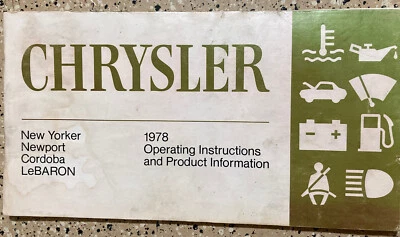 CHRYSLER
New Yorker
Newport
Cordoba
LeBARON
1978
Operating Instructions
and Product Information